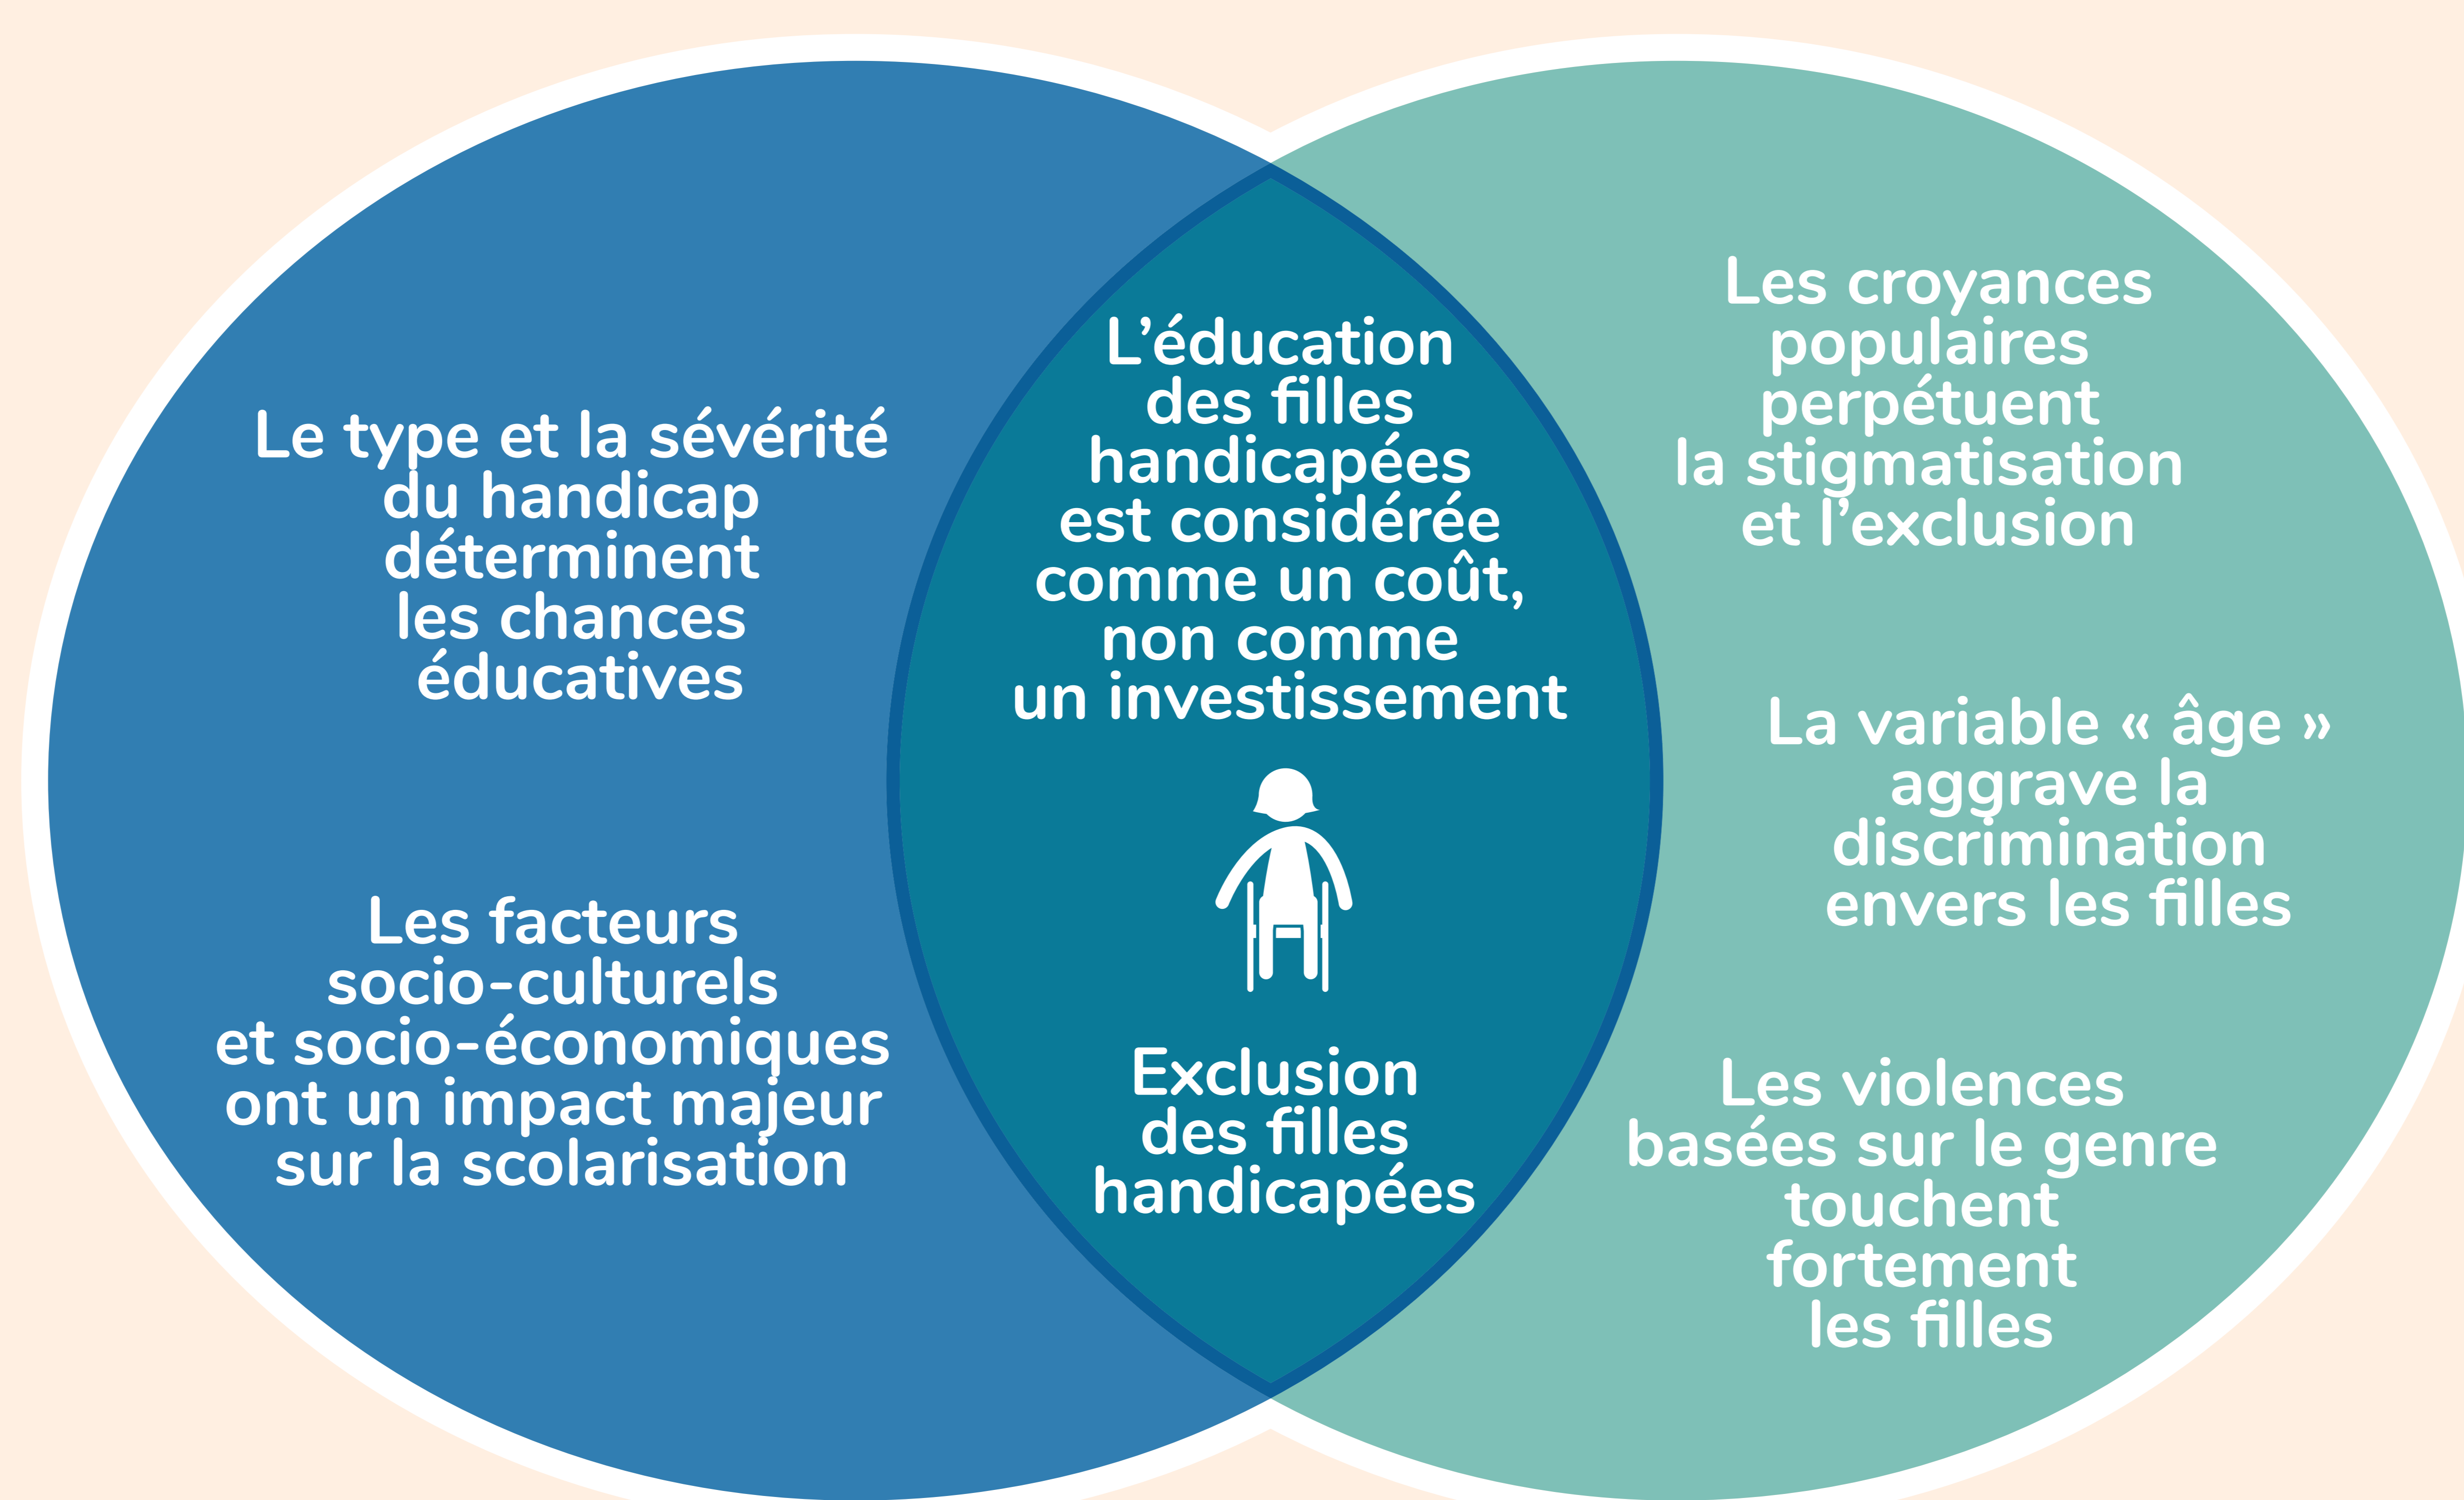 Le type et la sévérité
du handicap
déterminent
les chances
éducatives
Les facteurs
socio-culturels
et socio-économiques
ont un impact majeur
sur la scolarisation
L’éducation
des filles
handicapées
est considérée
comme un coût,
non comme
un investissement
Exclusion
des filles
handicapées
Les croyances
populaires
perpétuent
la stigmatisation
et l’exclusion
La variable « âge »
aggrave la
discrimination
envers les filles
Les violences
basées sur le genre
touchent
fortement
les filles